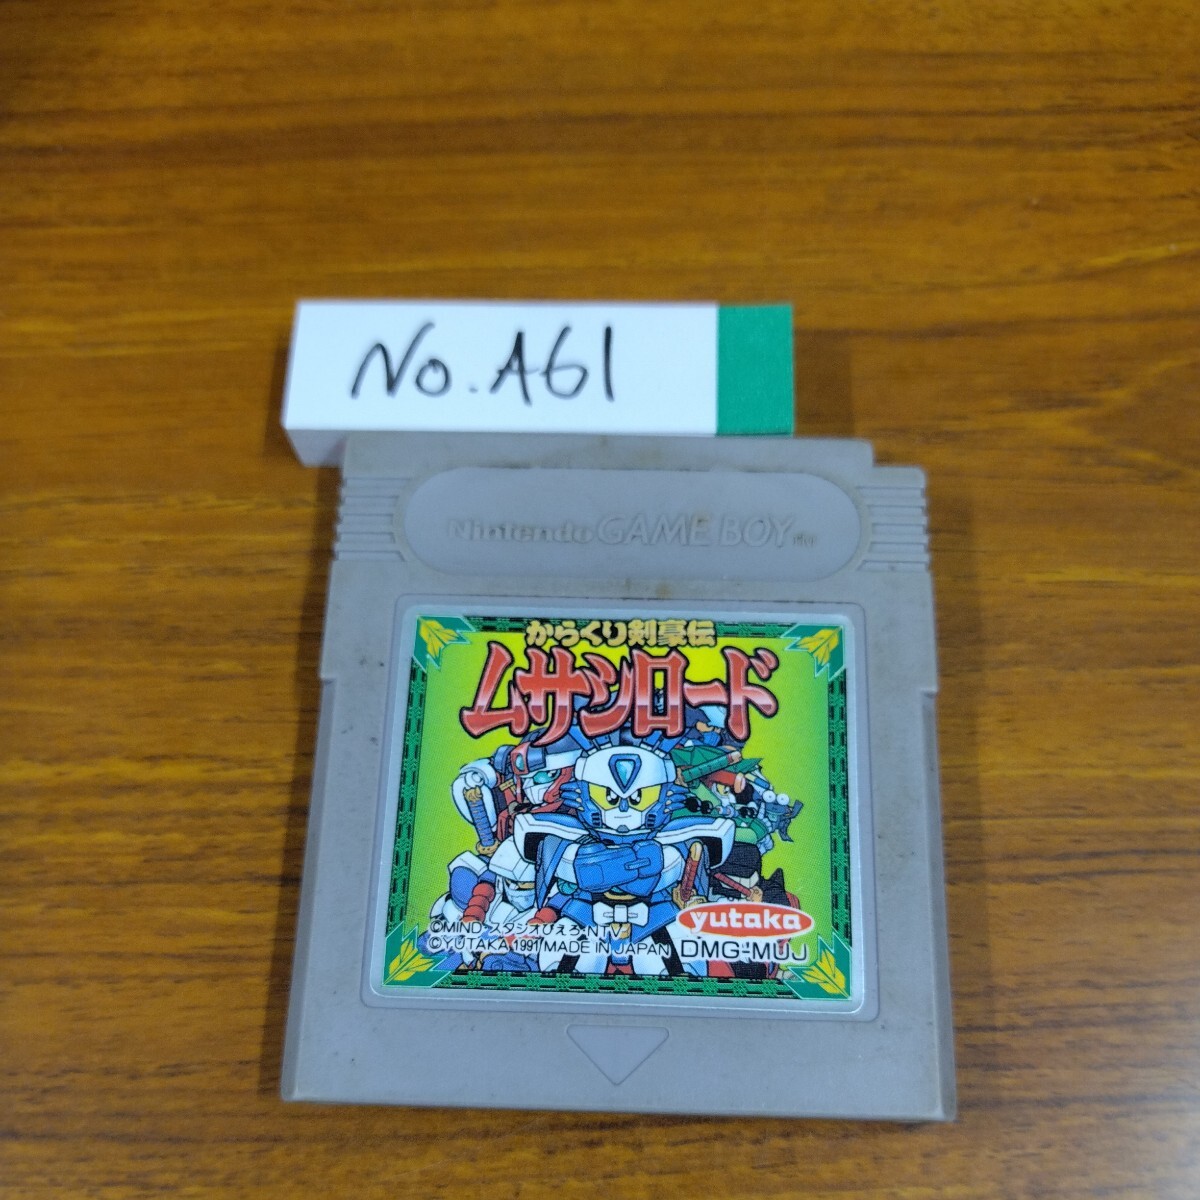 No. A61
Nintendo GAME BOY TM
からくり剣豪伝
ムサシロード
yutaka
©MIND・スタジオぴえろ・NTV
©YUTAKA 1991 MADE IN JAPAN
DMG-MUJ